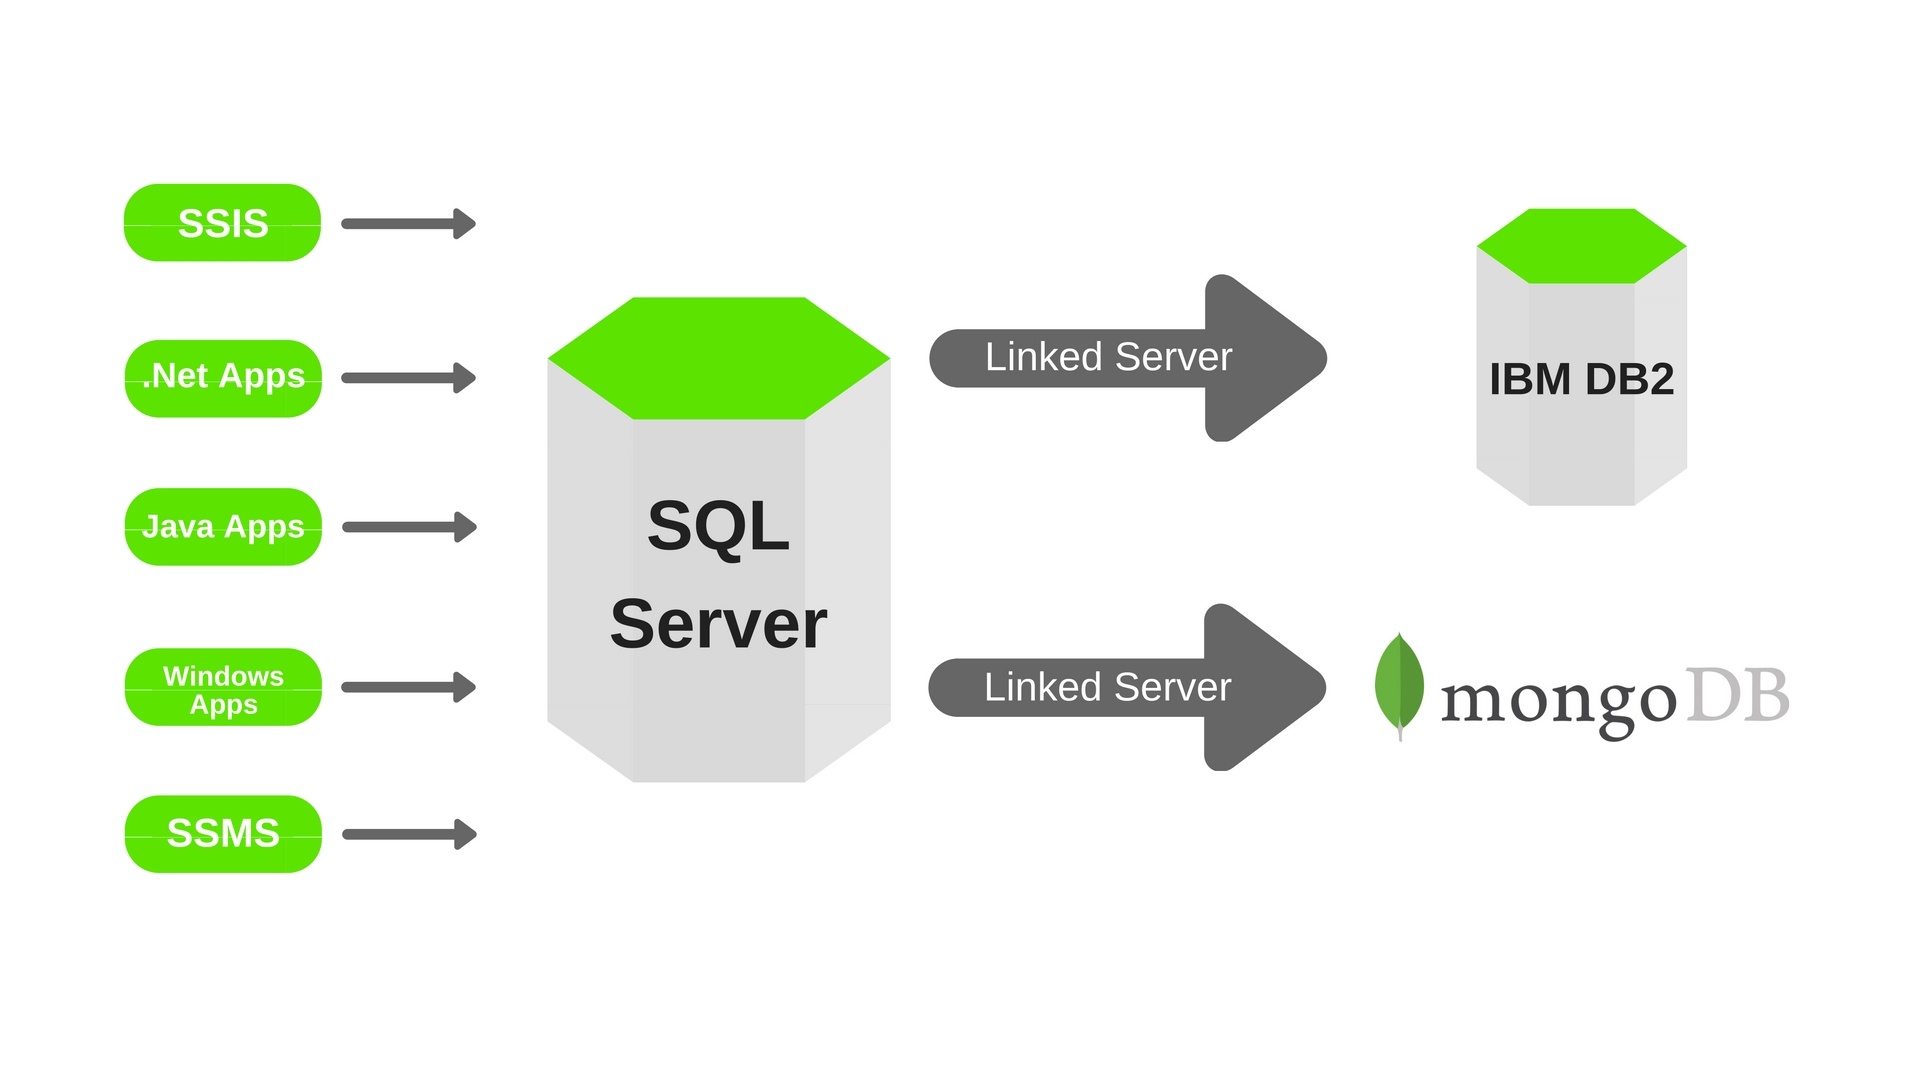 SSIS
.Net Apps
Java Apps
Windows
Apps
SSMS
SQL
Server
Linked Server
Linked Server
IBM DB2
mongoDB